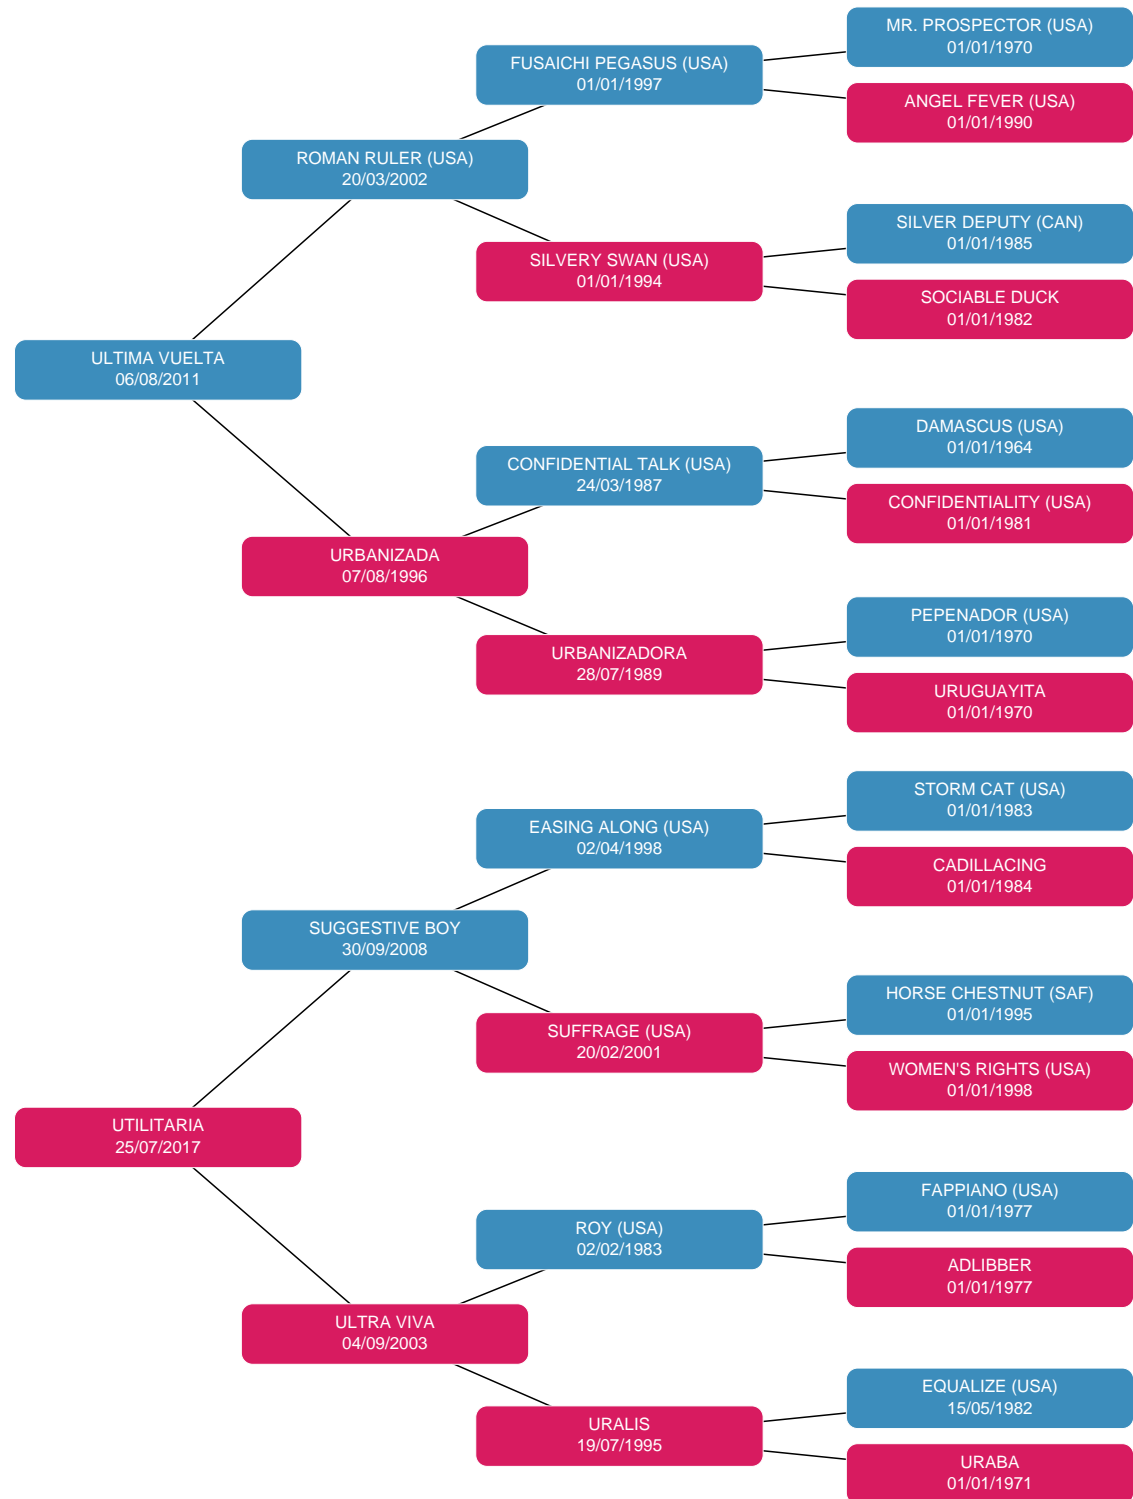 MR. PROSPECTOR (USA)
01/01/1970
FUSAICHI PEGASUS (USA)
01/01/1997
ANGEL FEVER (USA)
01/01/1990
ROMAN RULER (USA)
20/03/2002
SILVER DEPUTY (CAN)
01/01/1985
SILVERY SWAN (USA)
01/01/1994
SOCIABLE DUCK
01/01/1982
ULTIMA VUELTA
06/08/2011
DAMASCUS (USA)
01/01/1964
CONFIDENTIAL TALK (USA)
24/03/1987
CONFIDENTIALITY (USA)
01/01/1981
URBANIZADA
07/08/1996
PEPENADOR (USA)
01/01/1970
URBANIZADORA
28/07/1989
URUGUAYITA
01/01/1970
STORM CAT (USA)
01/01/1983
EASING ALONG (USA)
02/04/1998
CADILLACING
01/01/1984
SUGGESTIVE BOY
30/09/2008
HORSE CHESTNUT (SAF)
01/01/1995
SUFFRAGE (USA)
20/02/2001
WOMEN'S RIGHTS (USA)
01/01/1998
UTILITARIA
25/07/2017
FAPPIANO (USA)
01/01/1977
ROY (USA)
02/02/1983
ADLIBBER
01/01/1977
ULTRA VIVA
04/09/2003
EQUALIZE (USA)
15/05/1982
URALIS
19/07/1995
URABA
01/01/1971